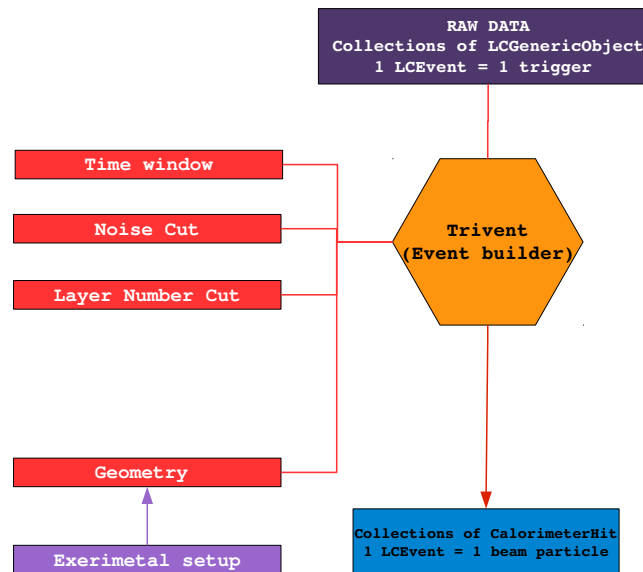 RAW DATA
Collections of LCGenericObject
1 LCEvent = 1 trigger
Time window
Noise Cut
Layer Number Cut
Trivent
(Event builder)
Geometry
Exerimetal setup
Collections of CalorimeterHit
1 LCEvent = 1 beam particle